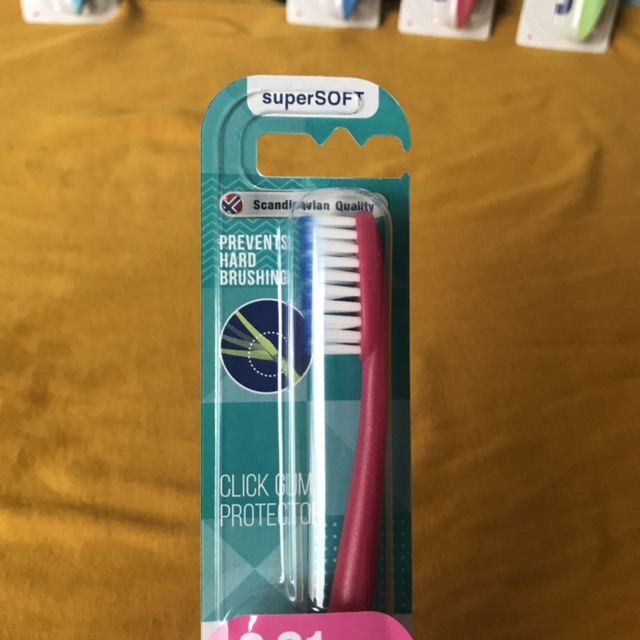 superSOFT
Scandinavian Quality
PREVENTS
HARD
BRUSHING
CLICK GUM
PROTECTOR